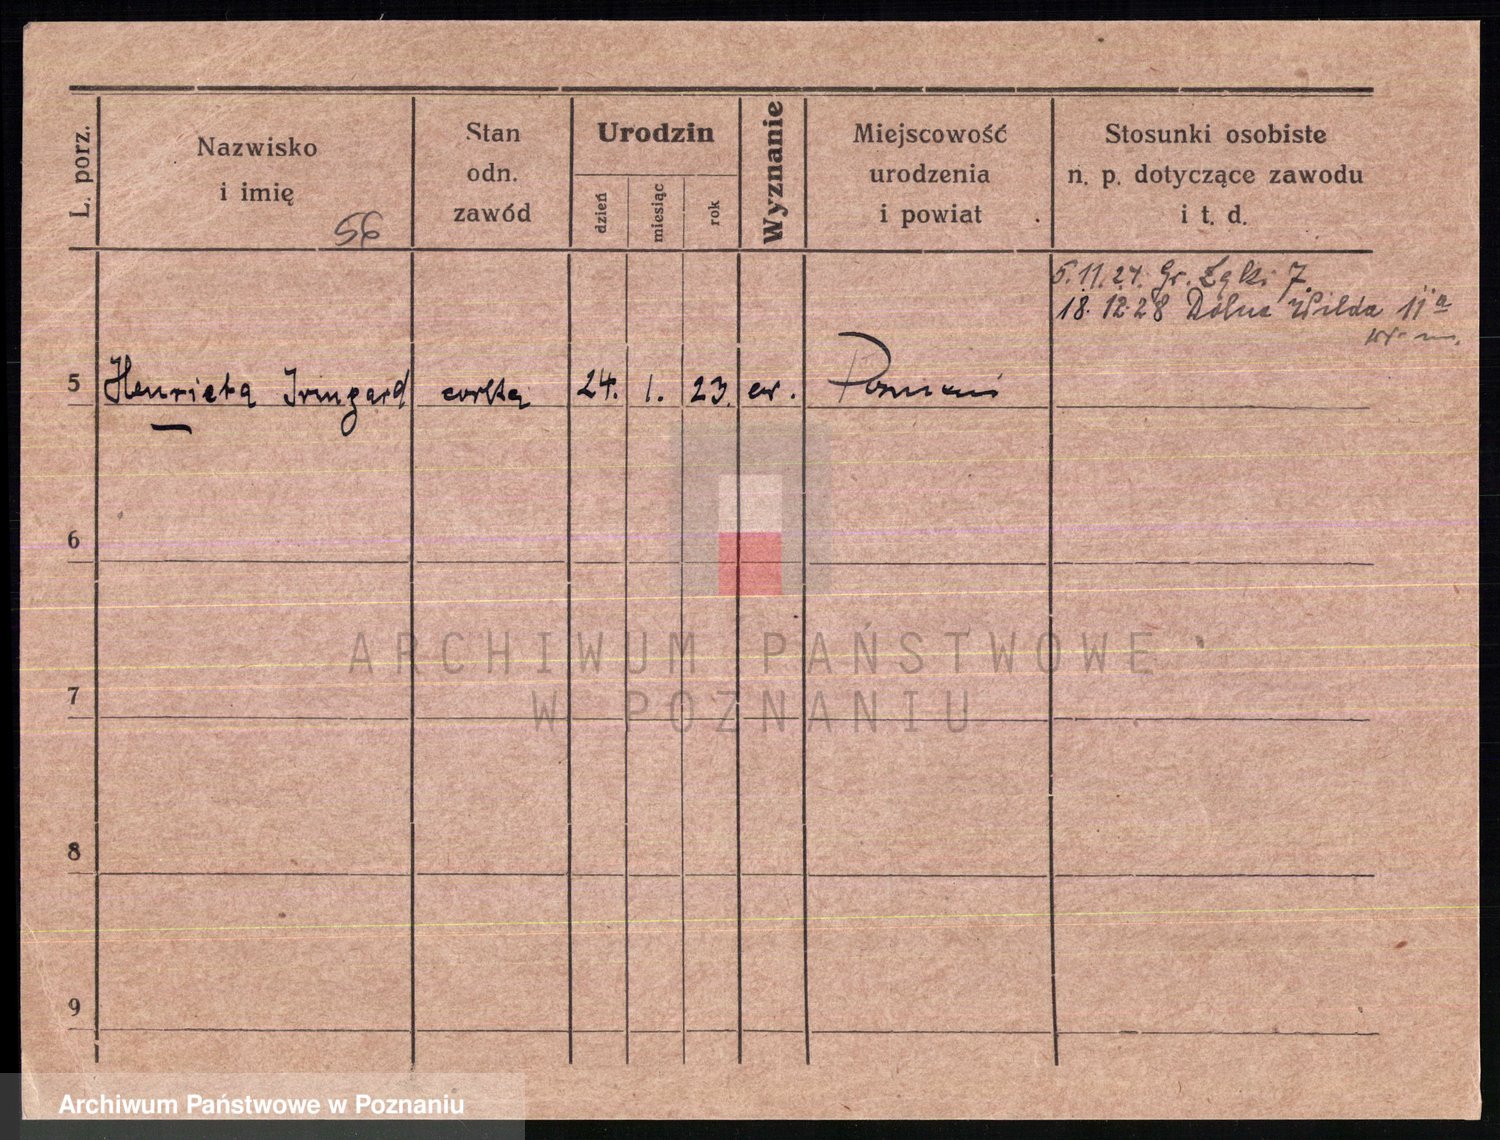 L. porz.
Nazwisko
i imię
56
Stan
odn.
zawód
Urodzin
dzień
miesiąc
rok
Wyznanie
Miejscowość
urodzenia
i powiat
Stosunki osobiste
n. p. dotyczące zawodu
i t. d.
5.11.27. Gr. Łąki 7.
18.12.28 Dolna Wilda 11a
5 Henrieta Irmgard córka 24. 1. 23. ew. Poznań
6
7
8
9
ARCHIWUM PAŃSTWOWE
W POZNANIU
Archiwum Państwowe w Poznaniu